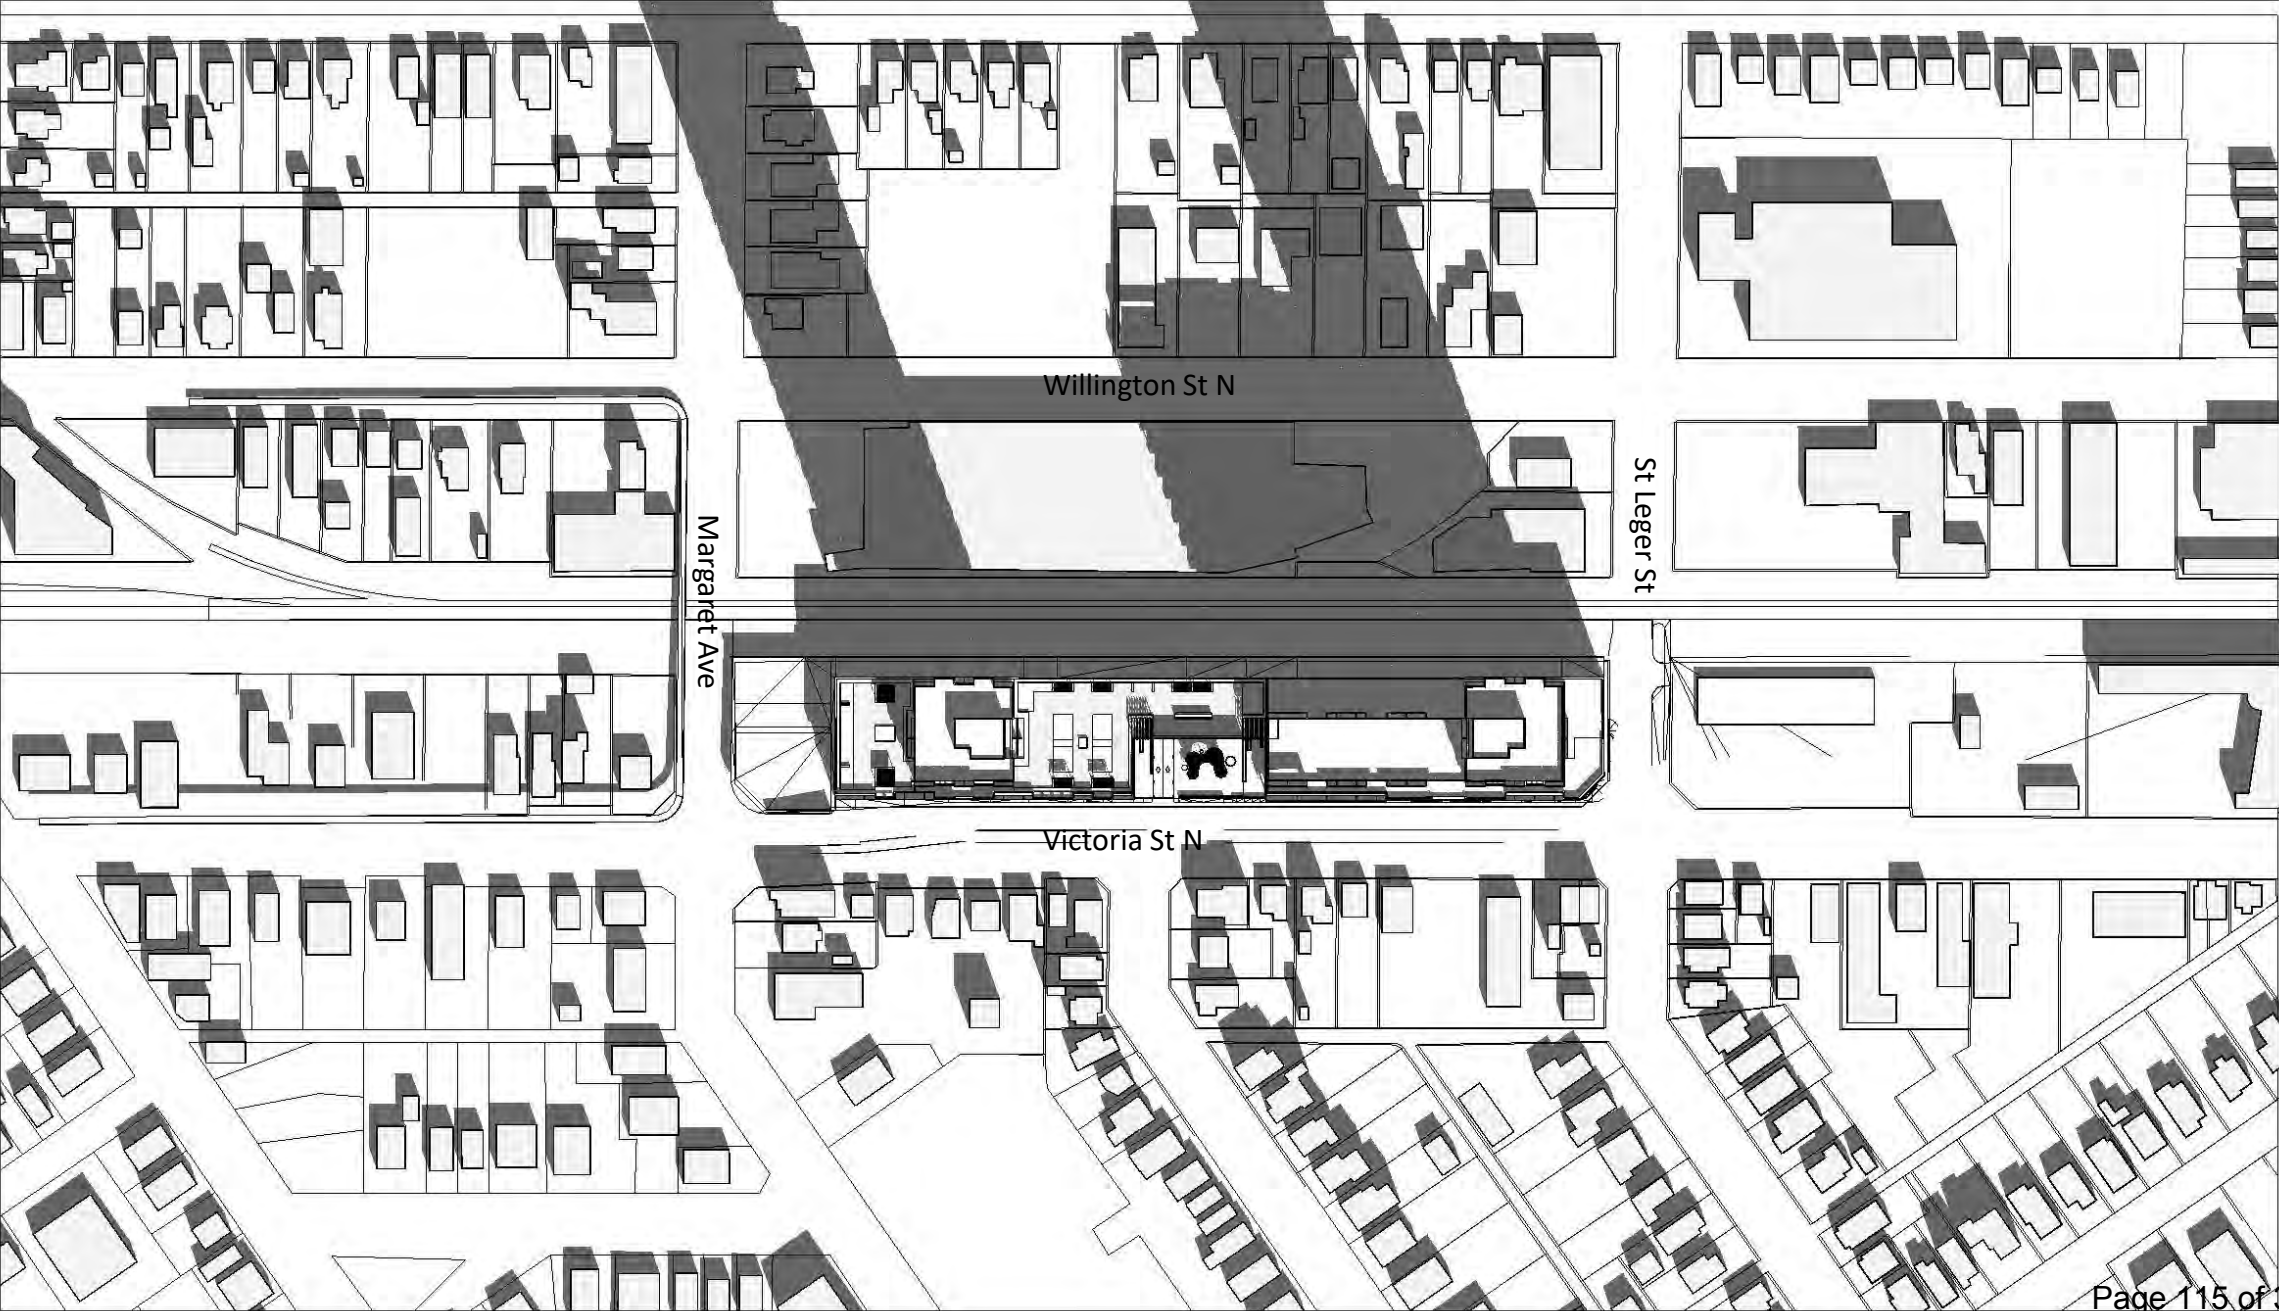 Willington St N
St Leger St
Margaret Ave
Victoria St N
Page 115 of